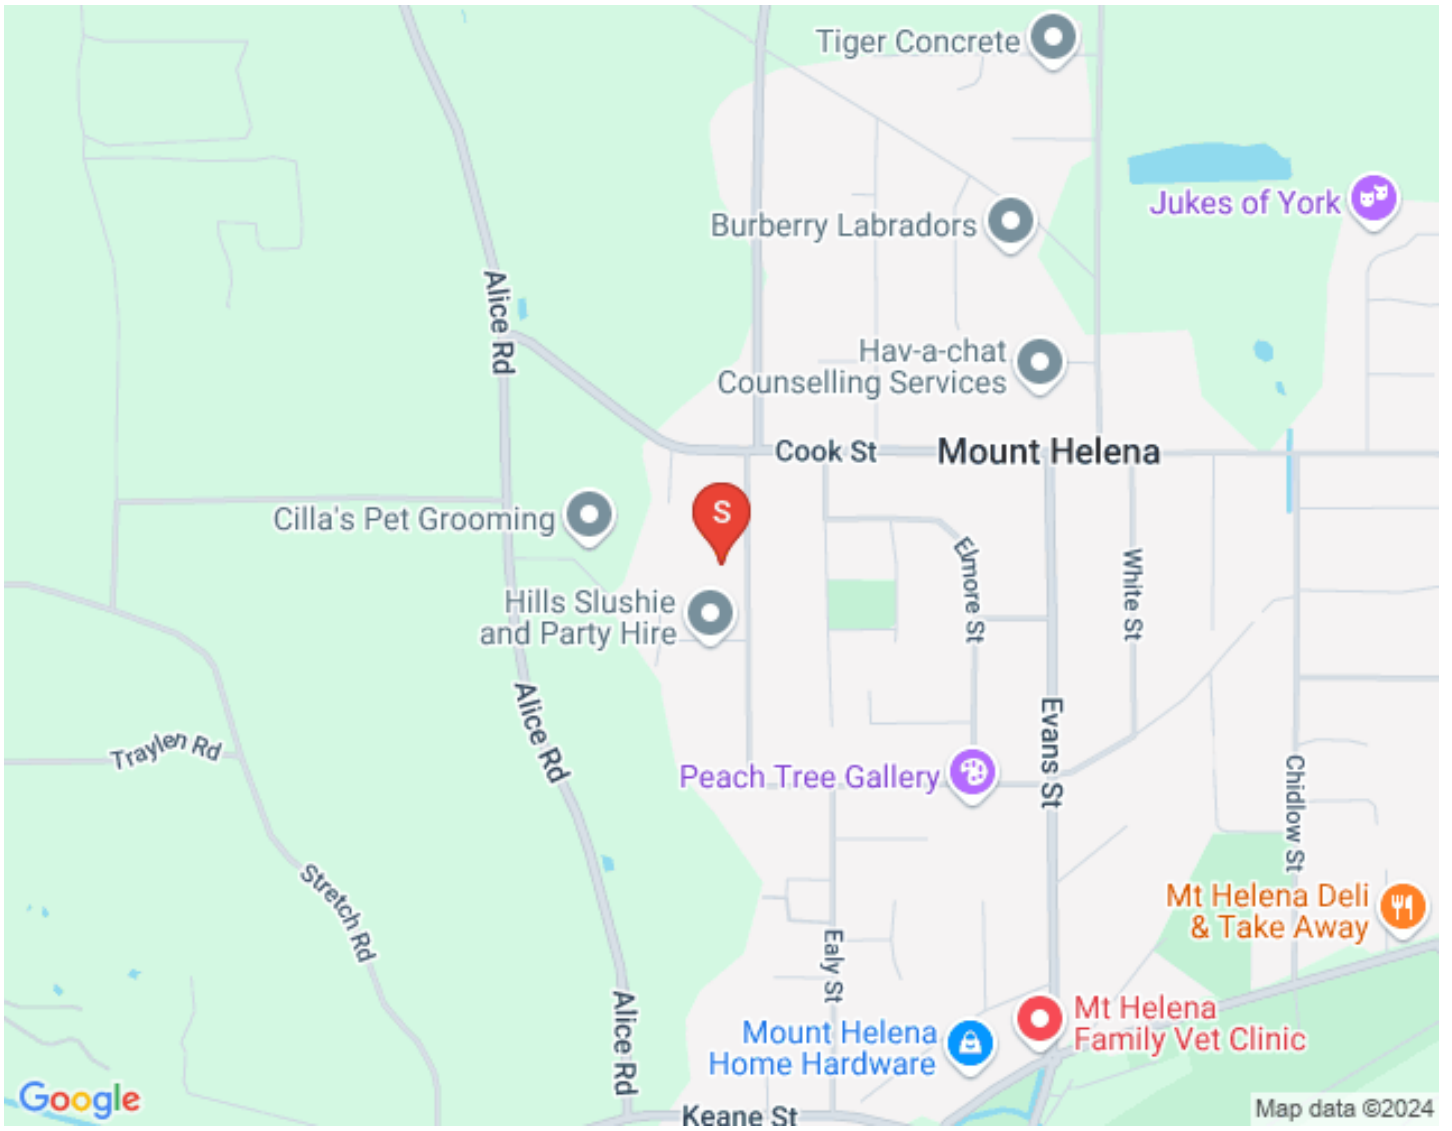 Tiger Concrete
Jukes of York
Burberry Labradors
Alice Rd
Hav-a-chat
Counselling Services
Cook St
Mount Helena
S
Cilla's Pet Grooming
Elmore St
White St
Hills Slushie
and Party Hire
Alice Rd
Evans St
Traylen Rd
Peach Tree Gallery
Chidlow St
Stretch Rd
Mt Helena Deli
& Take Away
Ealy St
Alice Rd
Mt Helena
Family Vet Clinic
Mount Helena
Home Hardware
Google
Keane St
Map data ©2024